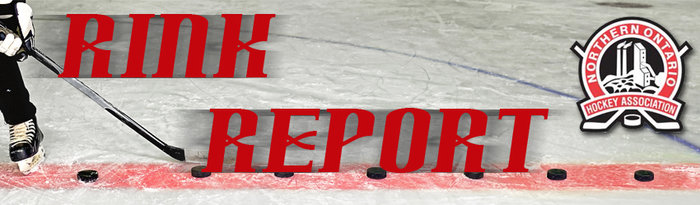 RINK
REPORT
NORTHERN ONTARIO
HOCKEY ASSOCIATION